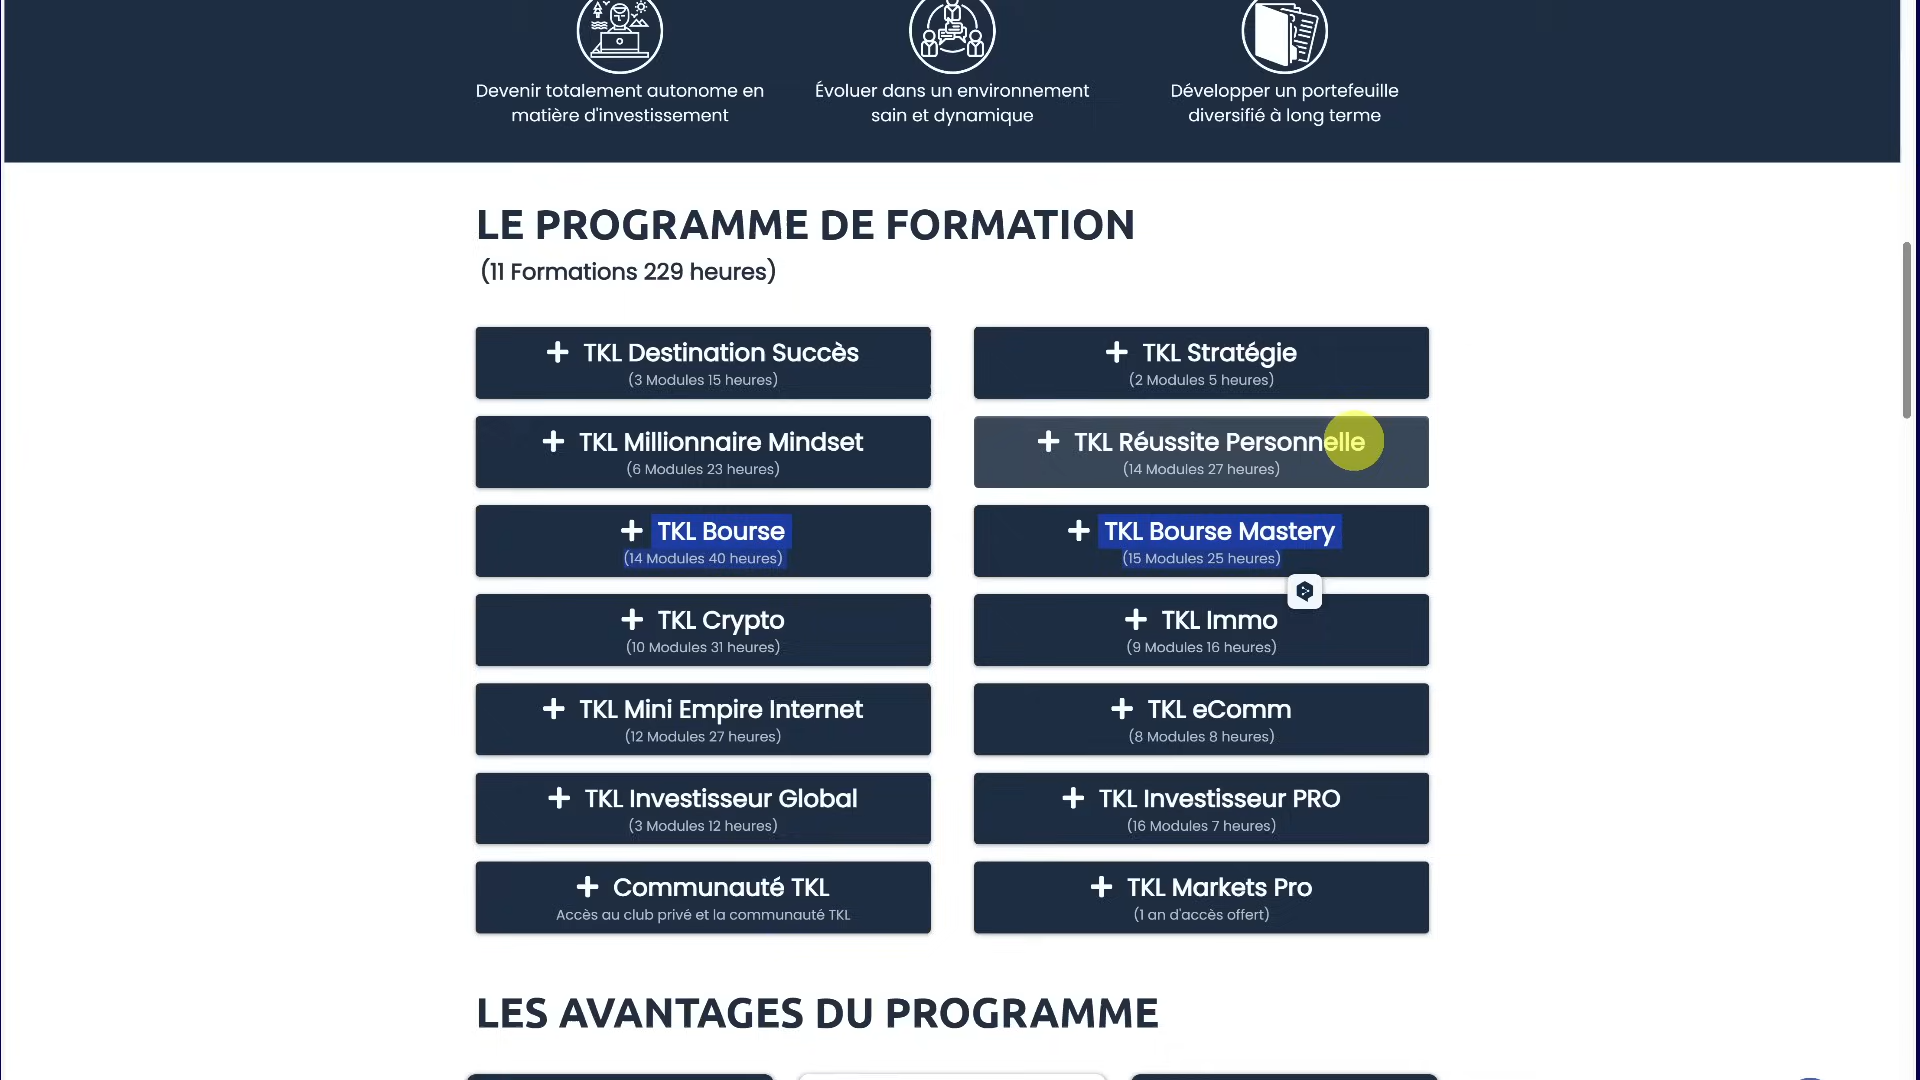 Devenir totalement autonome en
matière d'investissement
Évoluer dans un environnement
sain et dynamique
Développer un portefeuille
diversifié à long terme
LE PROGRAMME DE FORMATION
(11 Formations 229 heures)
TKL Destination Succès
(3 Modules 15 heures)
TKL Stratégie
(2 Modules 5 heures)
TKL Millionnaire Mindset
(6 Modules 23 heures)
TKL Réussite Personnelle
(14 Modules 27 heures)
TKL Bourse
(14 Modules 40 heures)
TKL Bourse Mastery
(15 Modules 25 heures)
TKL Crypto
(10 Modules 31 heures)
TKL Immo
(9 Modules 16 heures)
TKL Mini Empire Internet
(12 Modules 27 heures)
TKL eComm
(8 Modules 8 heures)
TKL Investisseur Global
(3 Modules 12 heures)
TKL Investisseur PRO
(16 Modules 7 heures)
Communauté TKL
Accès au club privé et la communauté TKL
TKL Markets Pro
(1 an d'accès offert)
LES AVANTAGES DU PROGRAMME